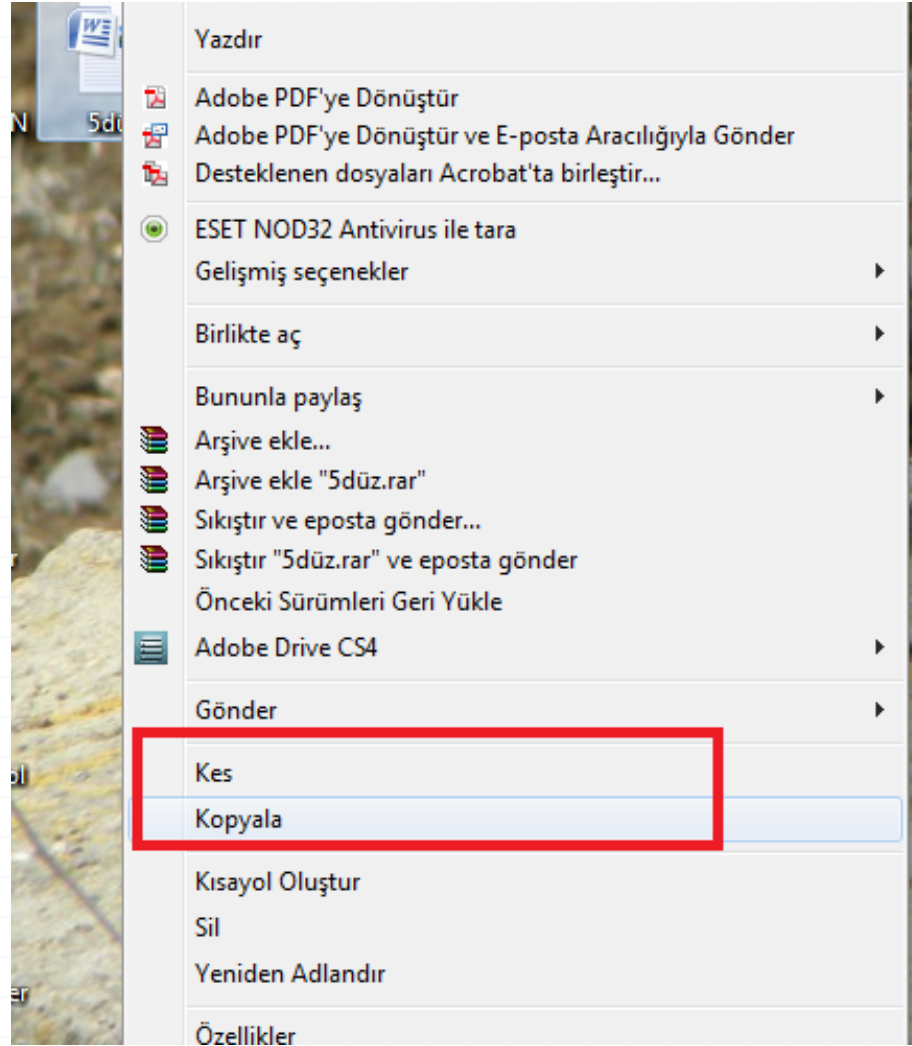 Yazdır
Adobe PDF'ye Dönüştür
N
5dü
Adobe PDF'ye Dönüştür ve E-posta Aracılığıyla Gönder
Desteklenen dosyaları Acrobat'ta birleştir...
ESET NOD32 Antivirus ile tara
Gelişmiş seçenekler
Birlikte aç
Bununla paylaş
Arşive ekle...
Arşive ekle "5düz.rar"
Sıkıştır ve eposta gönder...
Sıkıştır "5düz.rar" ve eposta gönder
Önceki Sürümleri Geri Yükle
Adobe Drive CS4
Gönder
Kes
ol
Kopyala
Kısayol Oluştur
Sil
Yeniden Adlandır
er
Özellikler